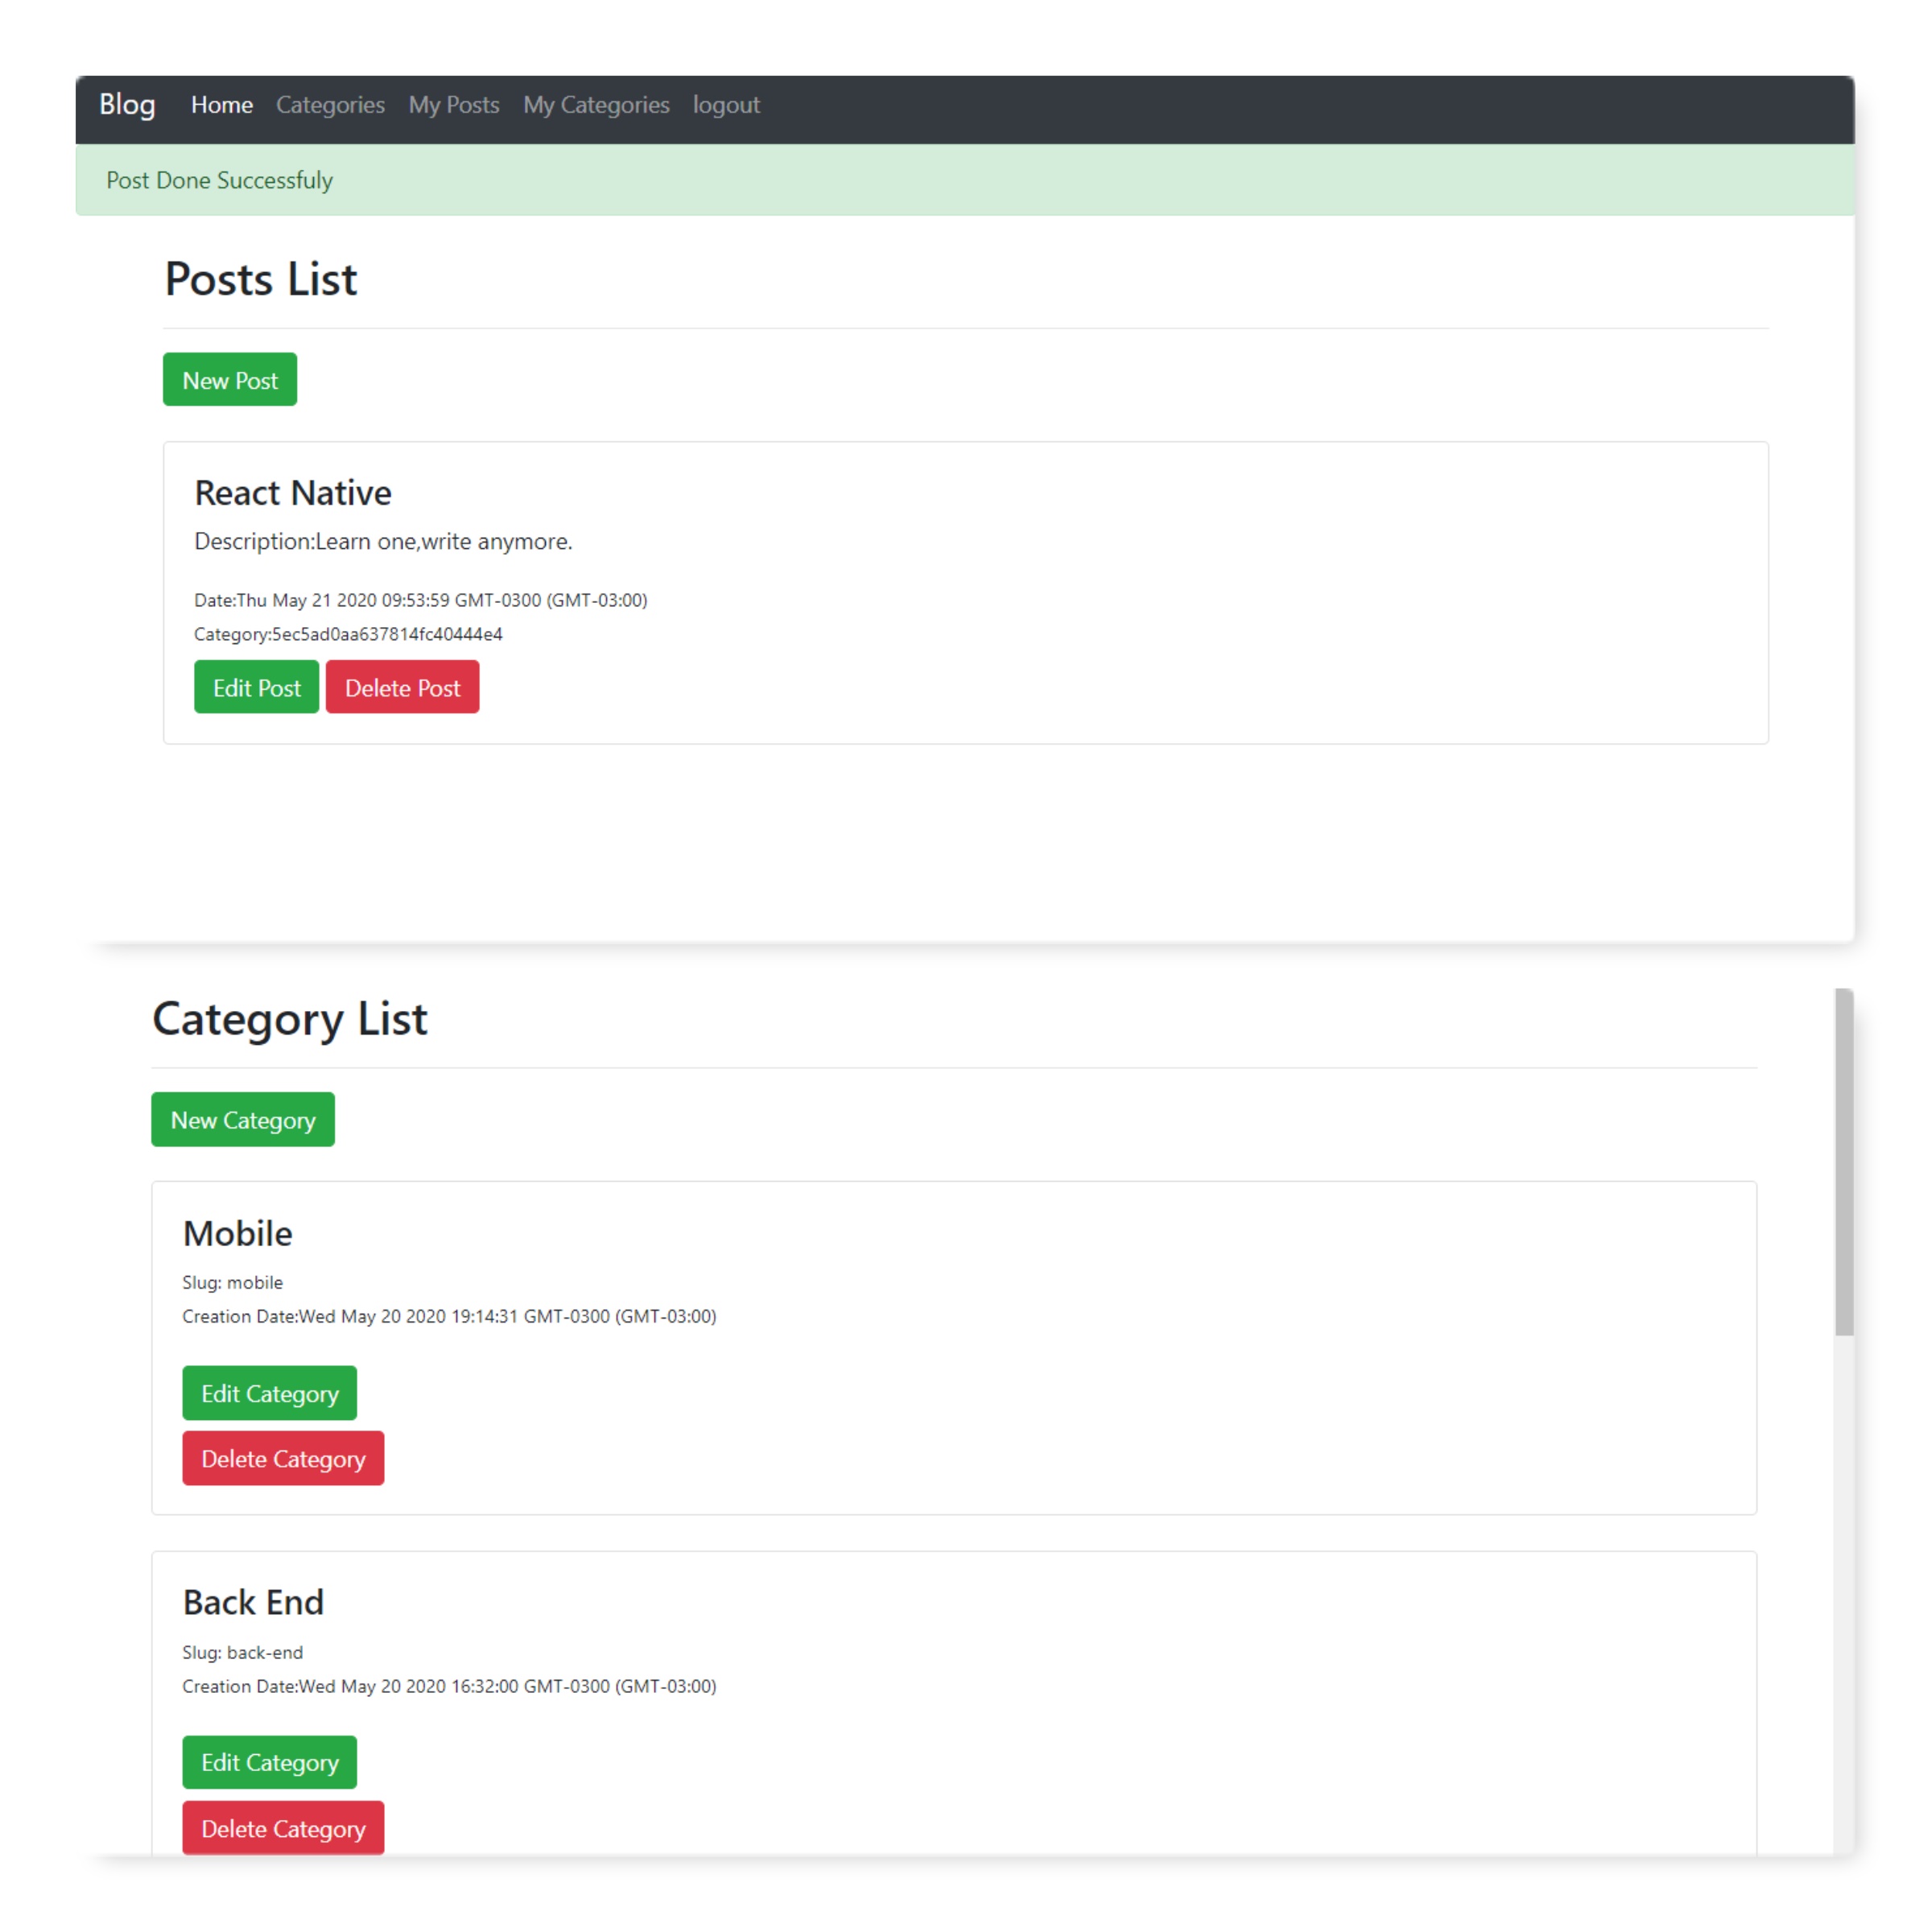 Blog Home Categories My Posts My Categories logout
Post Done Successfuly
Posts List
New Post
React Native
Description:Learn one,write anymore.
Date:Thu May 21 2020 09:53:59 GMT-0300 (GMT-03:00)
Category:5ec5ad0aa637814fc40444e4
Edit Post Delete Post
Category List
New Category
Mobile
Slug: mobile
Creation Date:Wed May 20 2020 19:14:31 GMT-0300 (GMT-03:00)
Edit Category
Delete Category
Back End
Slug: back-end
Creation Date:Wed May 20 2020 16:32:00 GMT-0300 (GMT-03:00)
Edit Category
Delete Category